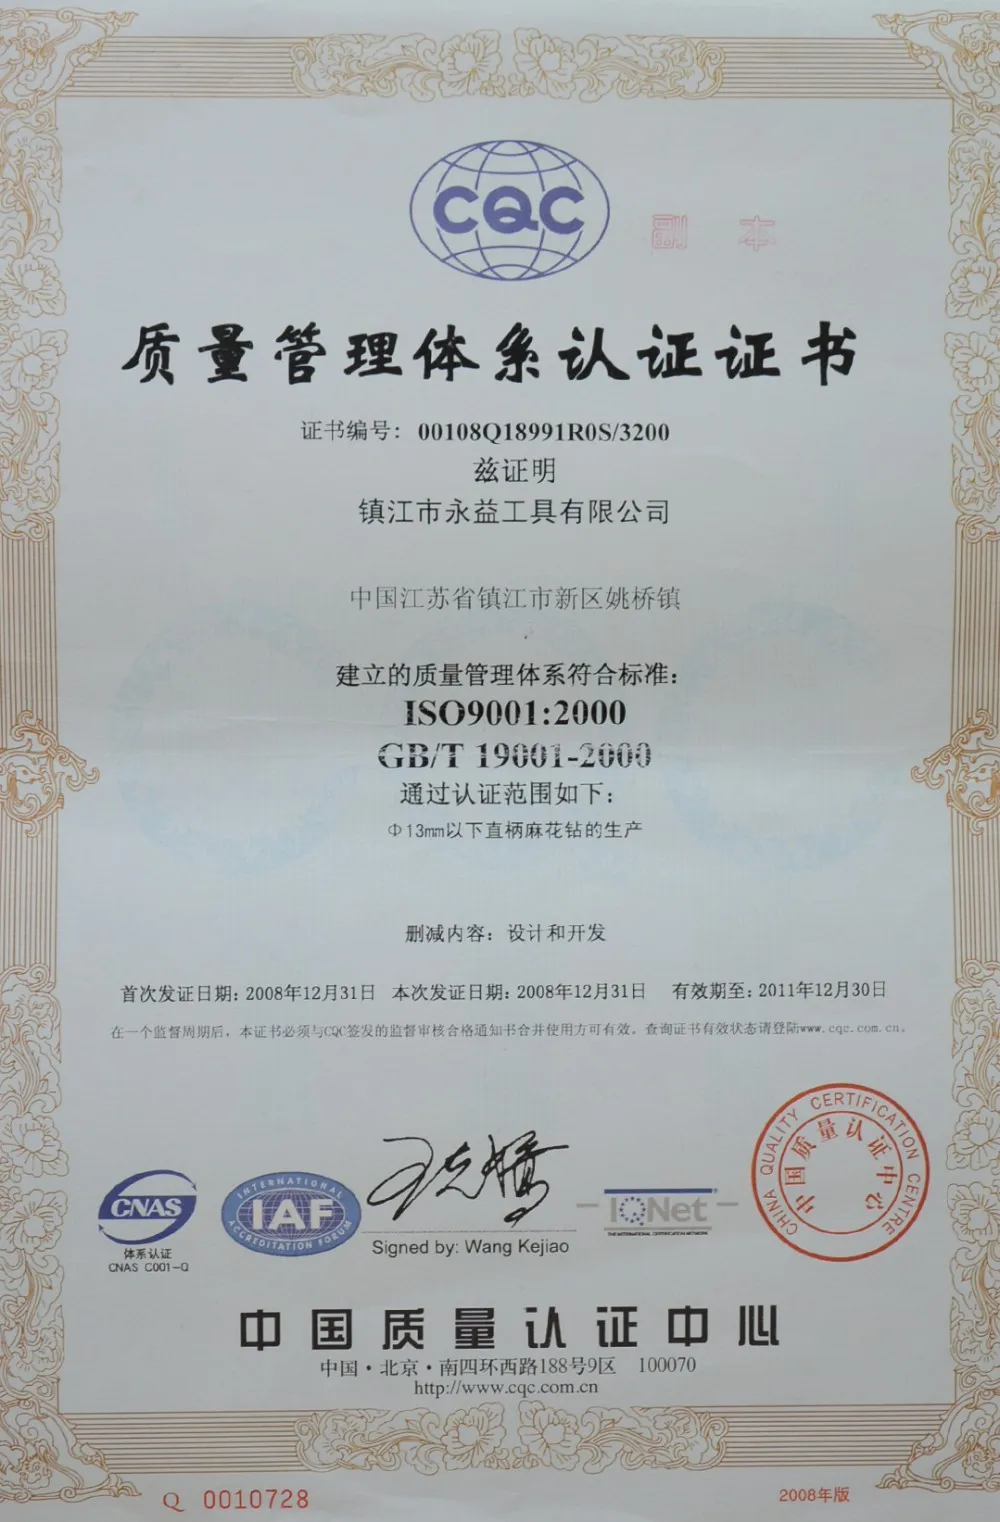 CQC
副 本
质量管理体系认证证书
证书编号：00108Q18991R0S/3200
兹证明
镇江市永益工具有限公司
中国江苏省镇江市新区姚桥镇
建立的质量管理体系符合标准：
ISO9001:2000
GB/T 19001-2000
通过认证范围如下：
Φ13mm以下直柄麻花钻的生产
删减内容：设计和开发
首次发证日期：2008年12月31日 本次发证日期：2008年12月31日 有效期至：2011年12月30日
在一个监督周期后，本证书必须与CQC签发的监督审核合格通知书合并使用方可有效。查询证书有效状态请登陆www.cqc.com.cn。
CNAS
体系认证
CNAS C001-Q
INTERNATIONAL
IAF
ACCREDITATION FORUM
王克娇
Signed by: Wang Kejiao
IQNet
THE INTERNATIONAL CERTIFICATION NETWORK
CHINA QUALITY CERTIFICATION CENTRE
中国质量认证中心
中国质量认证中心
中国·北京·南四环西路188号9区 100070
http://www.cqc.com.cn
Q 0010728
2008年版